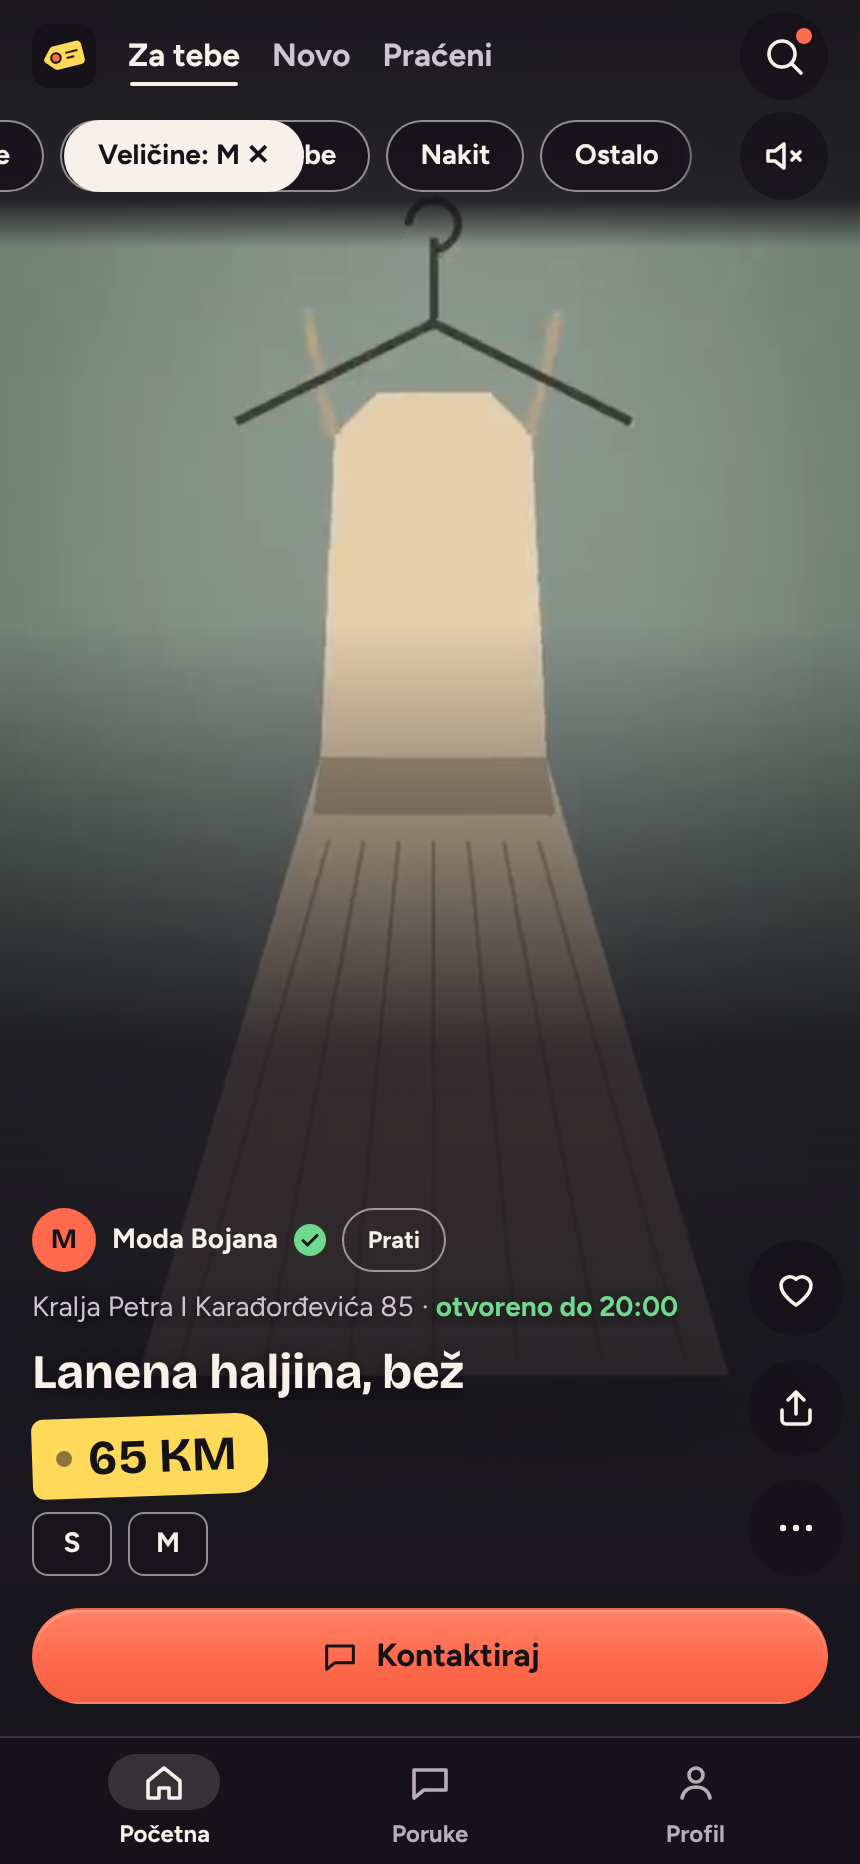 Za tebe Novo Praćeni
e Veličine: M ✕ be Nakit Ostalo
M Moda Bojana Prati
Kralja Petra I Karađorđevića 85 · otvoreno do 20:00
Lanena haljina, bež
65 KM
S M
Kontaktiraj
Početna Poruke Profil